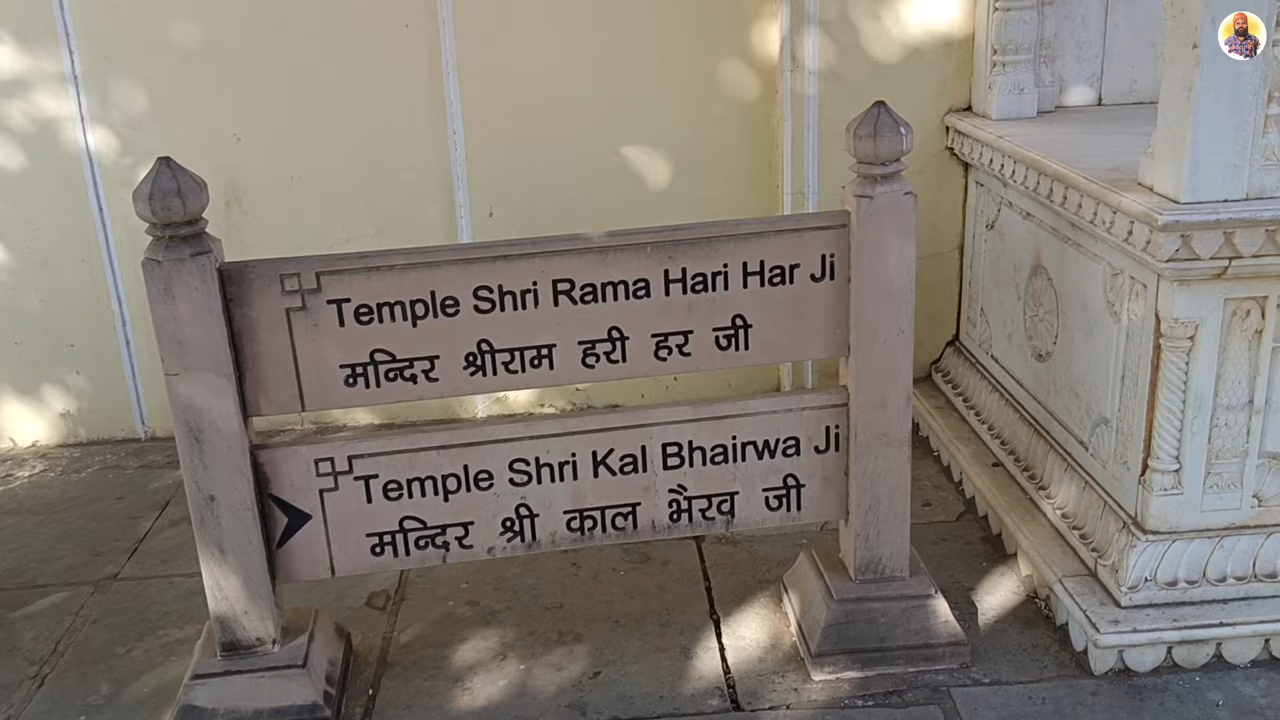 Temple Shri Rama Hari Har Ji
मन्दिर श्रीराम हरी हर जी
Temple Shri Kal Bhairwa Ji
मन्दिर श्री काल भैरव जी